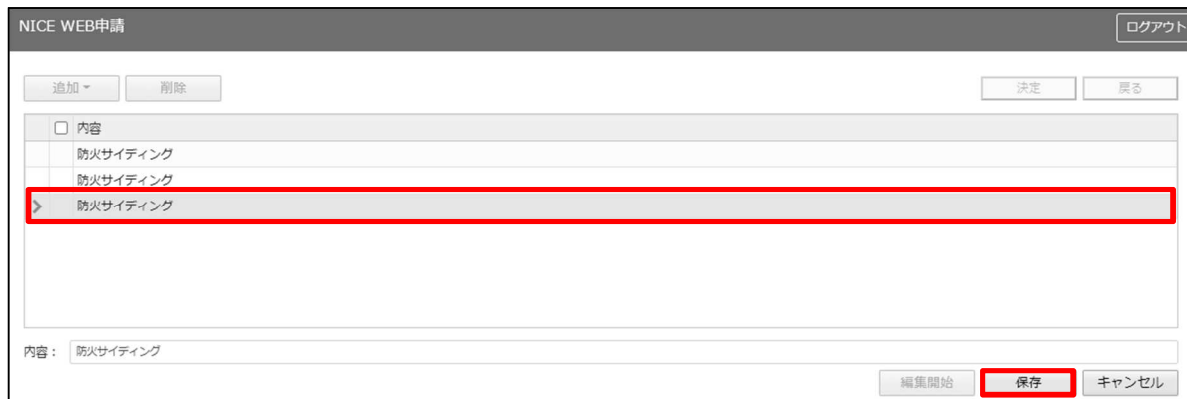 NICE WEB申請 ログアウト
追加 削除 決定 戻る
内容
防火サイディング
防火サイディング
防火サイディング
内容： 防火サイディング
編集開始 保存 キャンセル